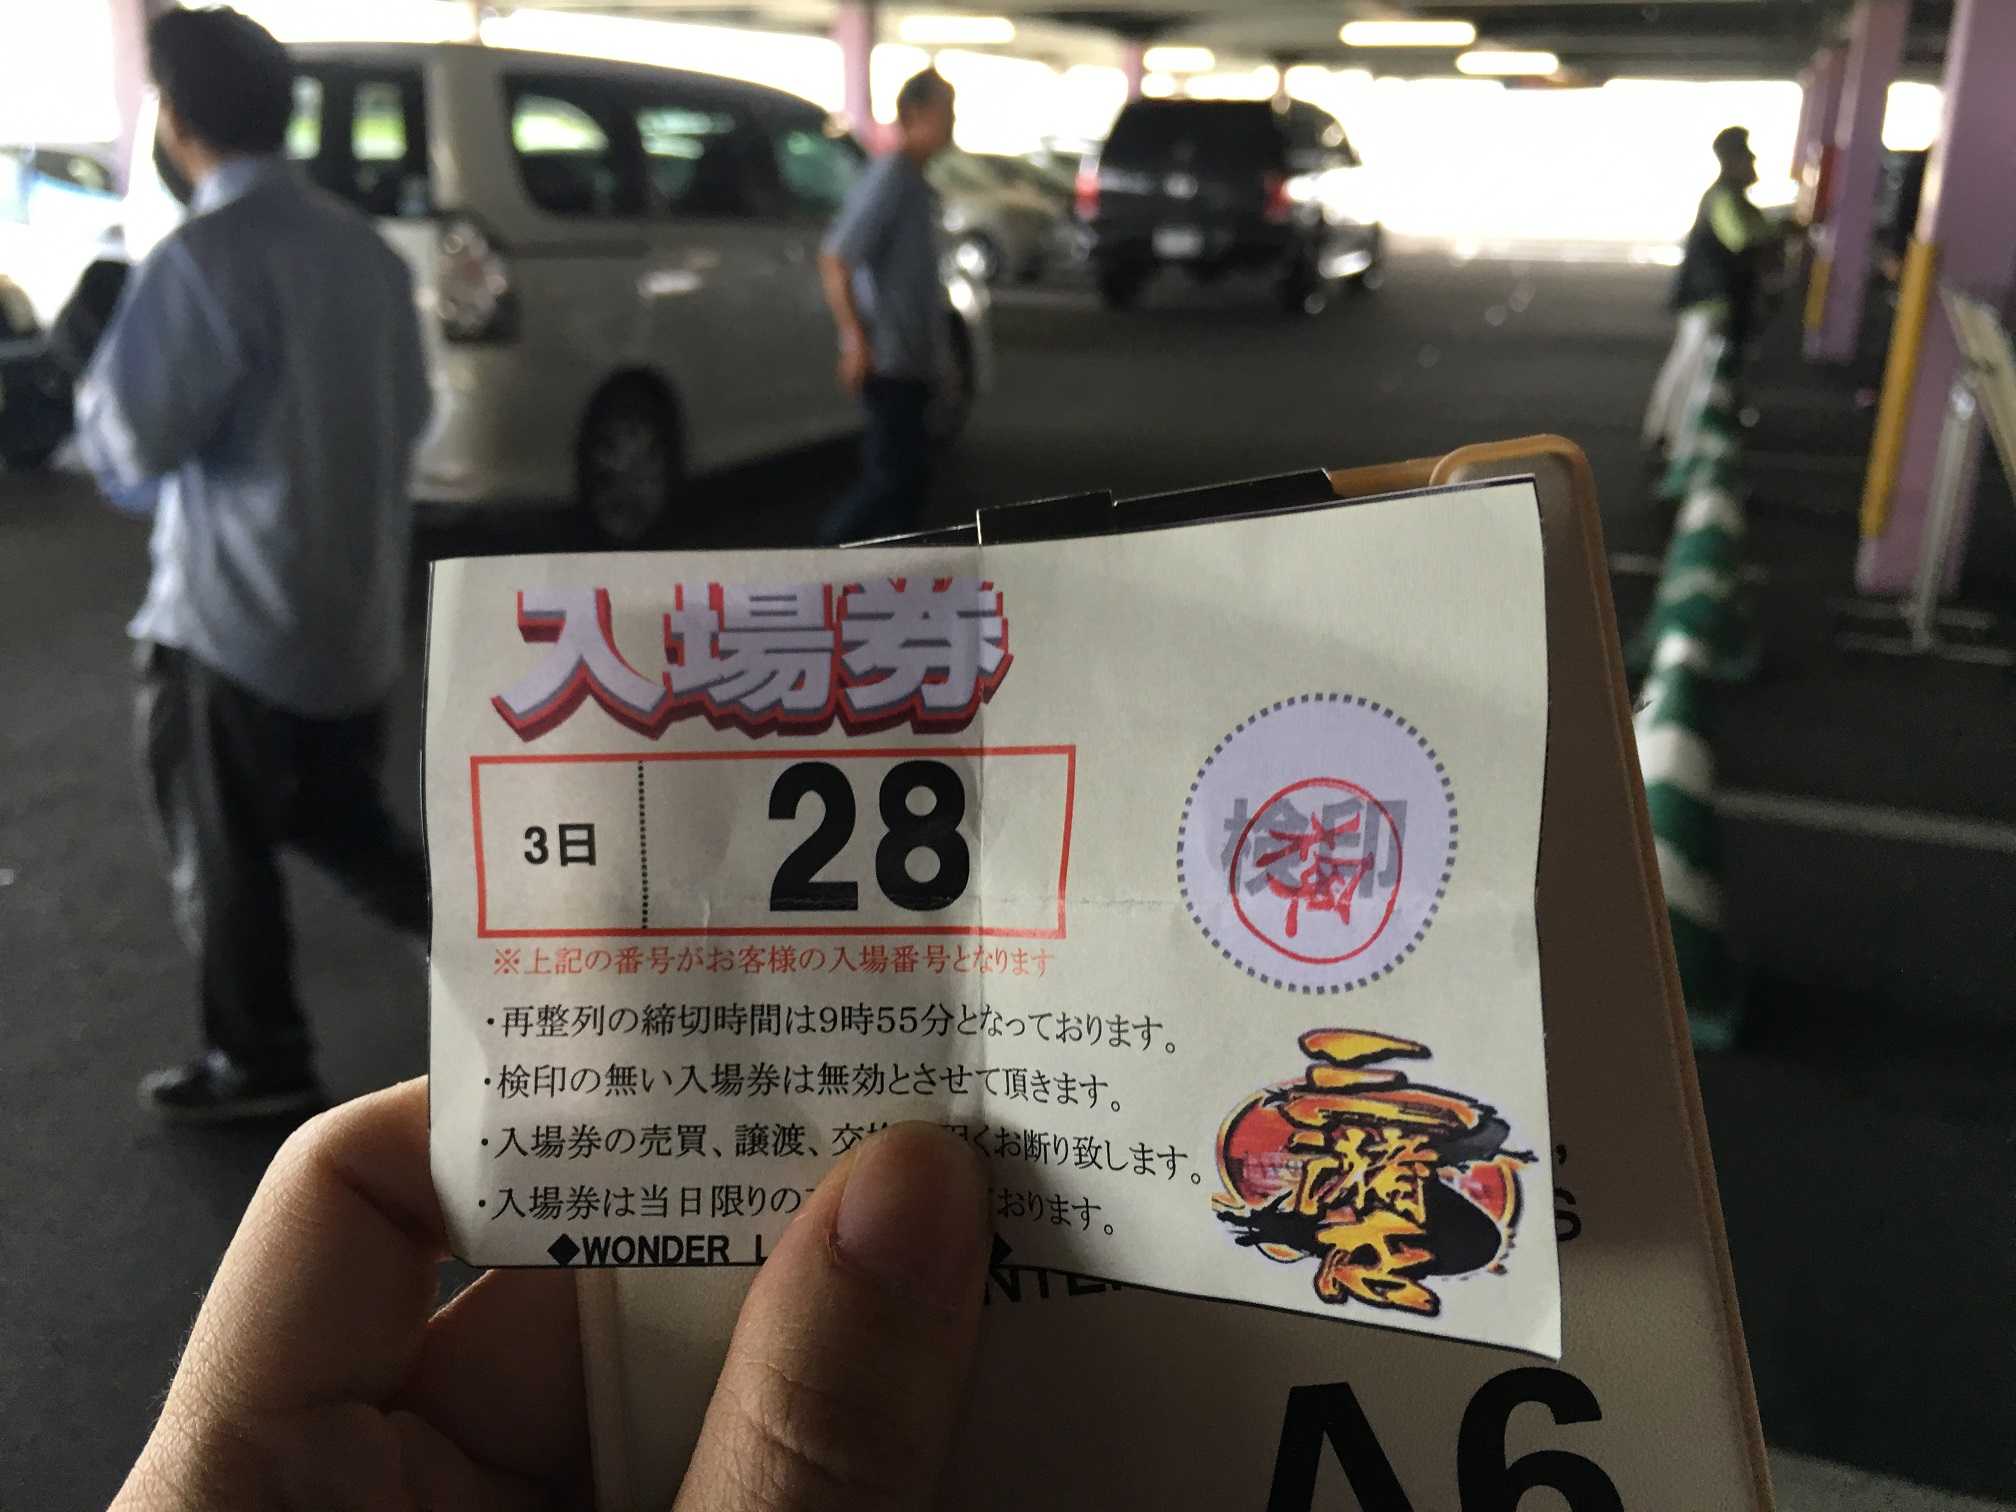 入場券
3日 28
※上記の番号がお客様の入場番号となります
・再整列の締切時間は9時55分となっております。
・検印の無い入場券は無効とさせて頂きます。
・入場券の売買、譲渡、交 くお断り致します。
・入場券は当日限りの おります。
◆WONDER L ◆
検印
三潴店
A6